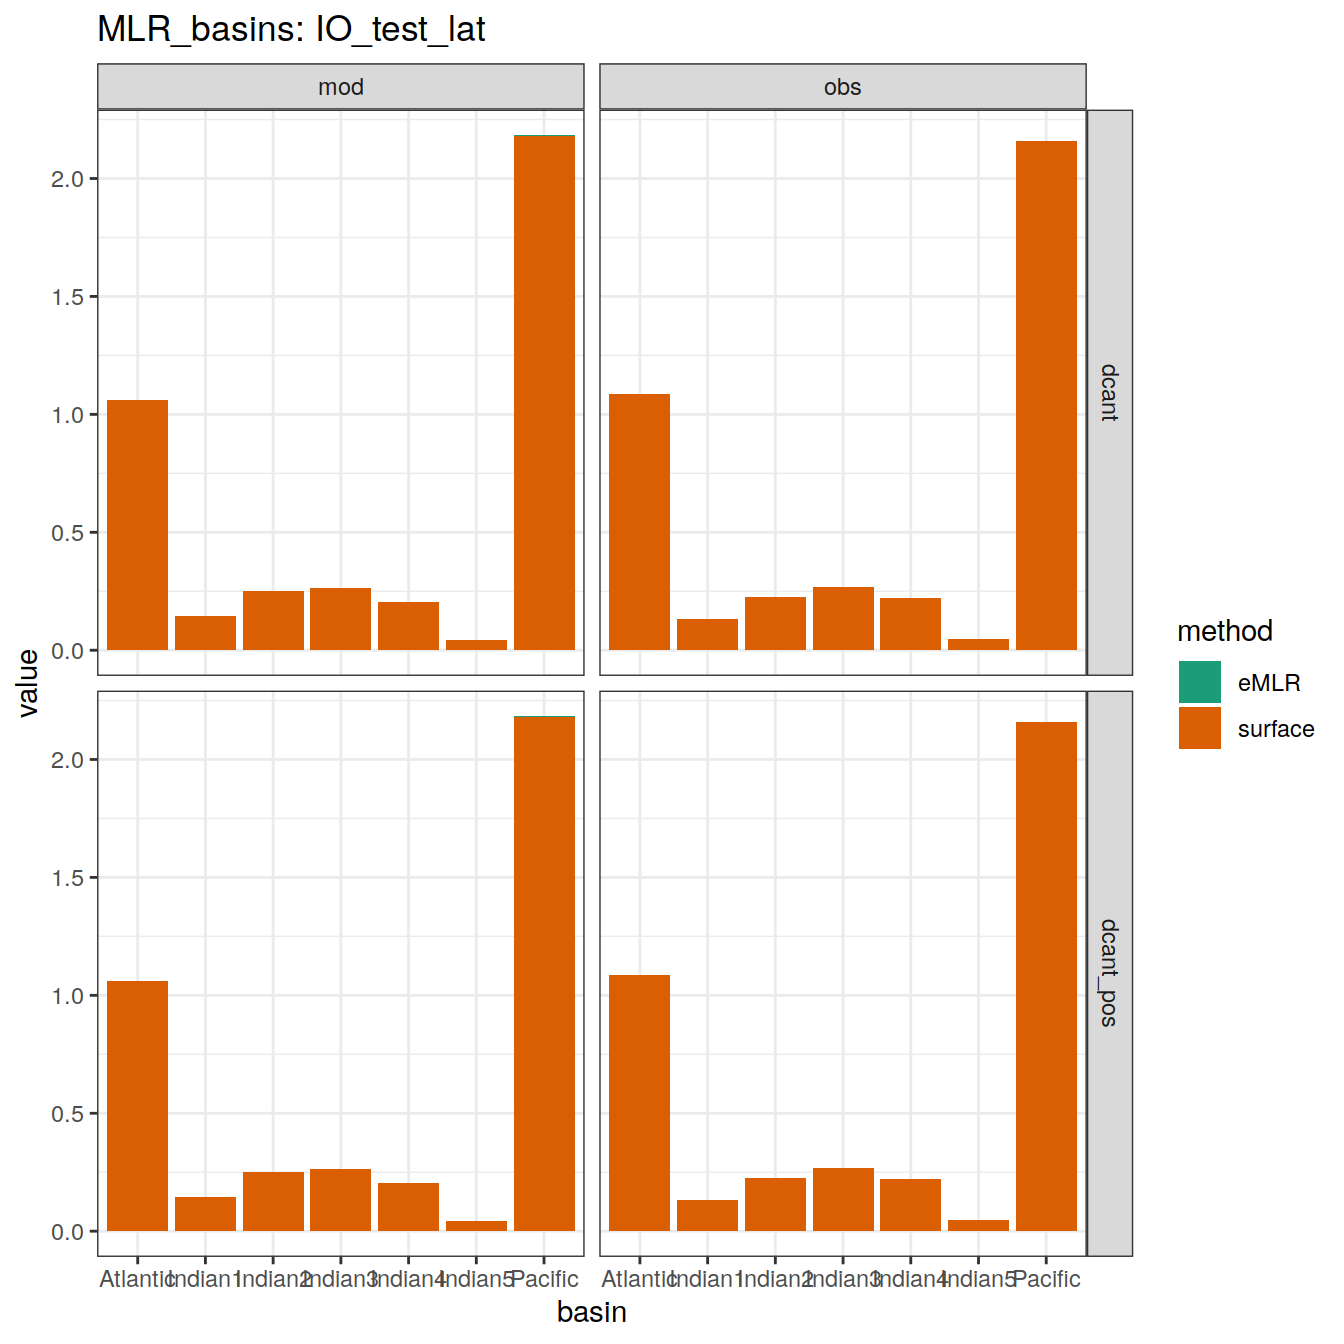 MLR_basins: IO_test_lat
mod
obs
2.0
1.5
1.0
0.5
0.0
dcant
2.0
1.5
1.0
0.5
0.0
dcant_pos
value
Atlantic Indian1 Indian2 Indian3 Indian4 Indian5 Pacific
Atlantic Indian1 Indian2 Indian3 Indian4 Indian5 Pacific
basin
method
eMLR
surface